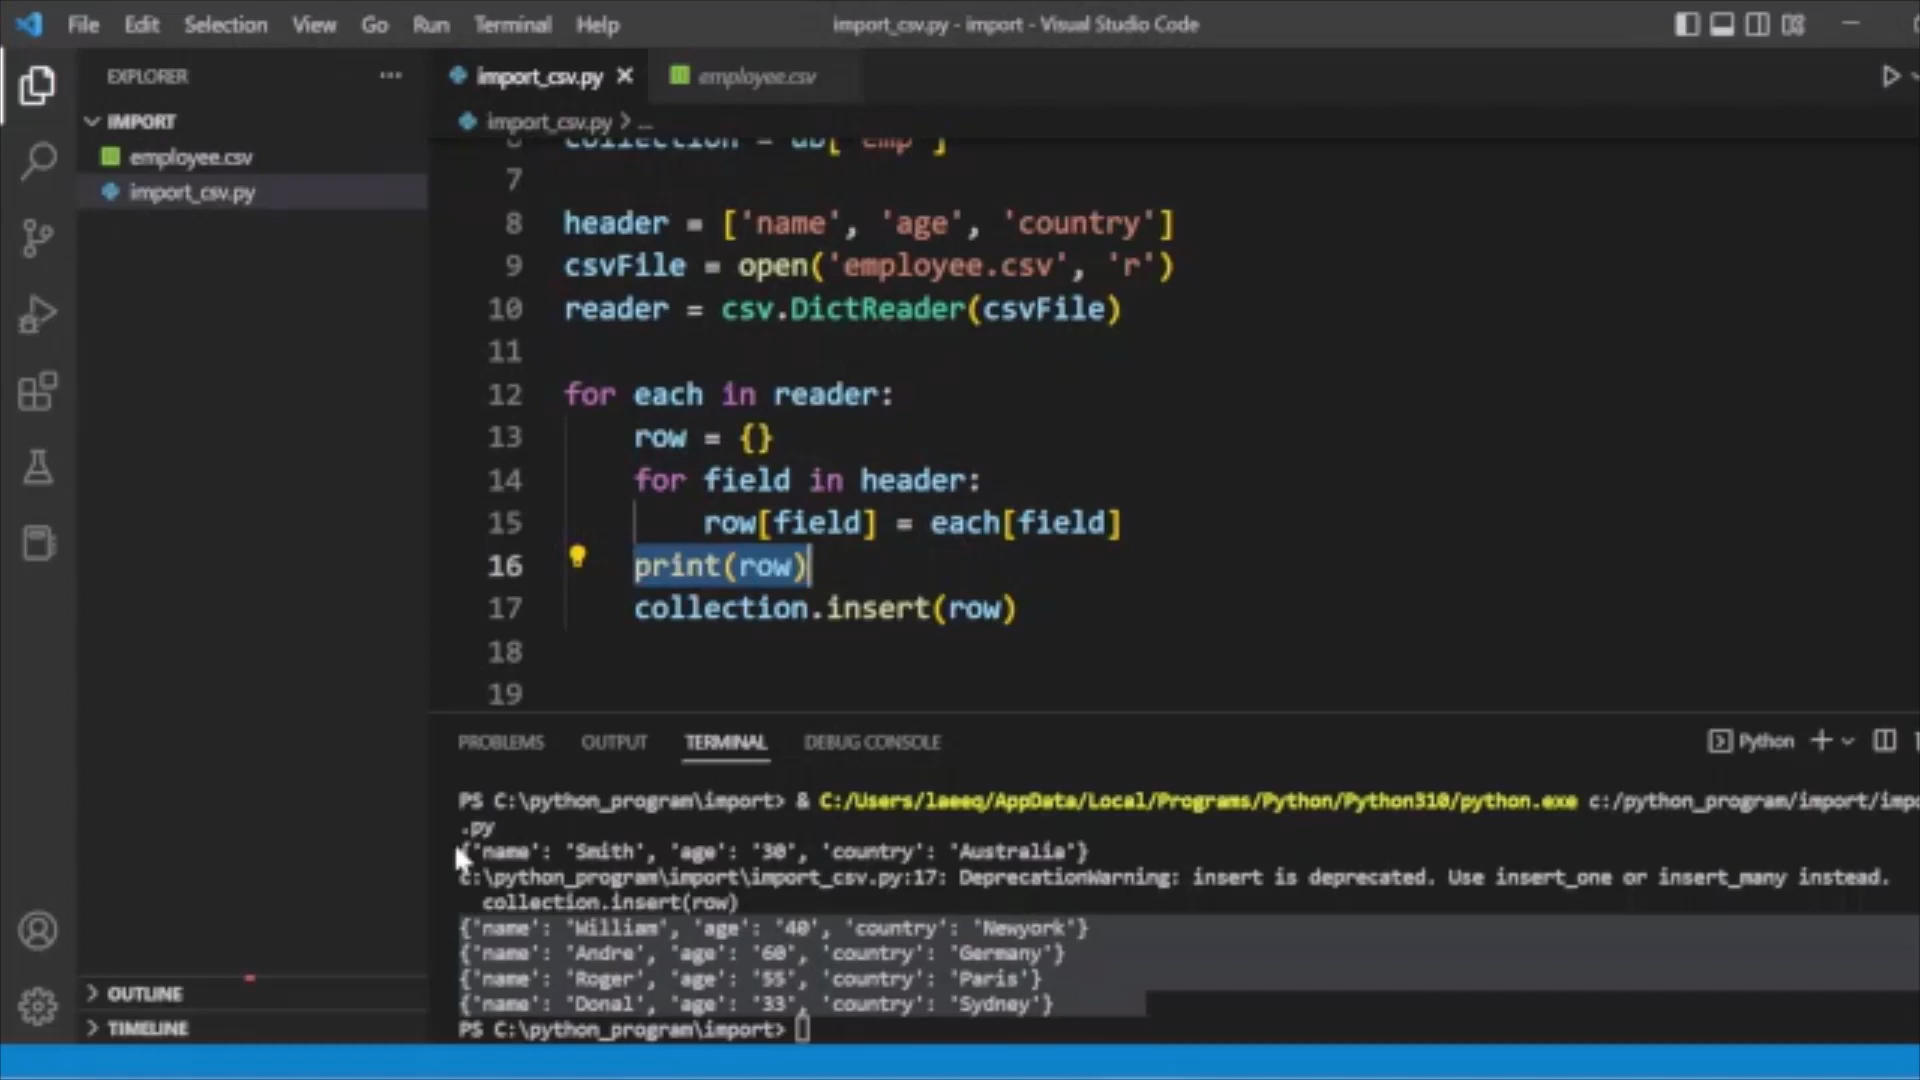 File Edit Selection View Go Run Terminal Help import_csv.py - import - Visual Studio Code
EXPLORER ...
import_csv.py employee.csv
IMPORT
import_csv.py > ...
employee.csv
import_csv.py
6 collection = db['emp']
7
8 header = ['name', 'age', 'country']
9 csvFile = open('employee.csv', 'r')
10 reader = csv.DictReader(csvFile)
11
12 for each in reader:
13 row = {}
14 for field in header:
15 row[field] = each[field]
16 print(row)
17 collection.insert(row)
18
19
PROBLEMS OUTPUT TERMINAL DEBUG CONSOLE Python
PS C:\python_program\import> & C:/Users/laeeq/AppData/Local/Programs/Python/Python310/python.exe c:/python_program/import/impo
.py
{'name': 'Smith', 'age': '30', 'country': 'Australia'}
c:\python_program\import\import_csv.py:17: DeprecationWarning: insert is deprecated. Use insert_one or insert_many instead.
collection.insert(row)
{'name': 'William', 'age': '40', 'country': 'Newyork'}
{'name': 'Andre', 'age': '60', 'country': 'Germany'}
{'name': 'Roger', 'age': '55', 'country': 'Paris'}
{'name': 'Donal', 'age': '33', 'country': 'Sydney'}
PS C:\python_program\import>
OUTLINE
TIMELINE